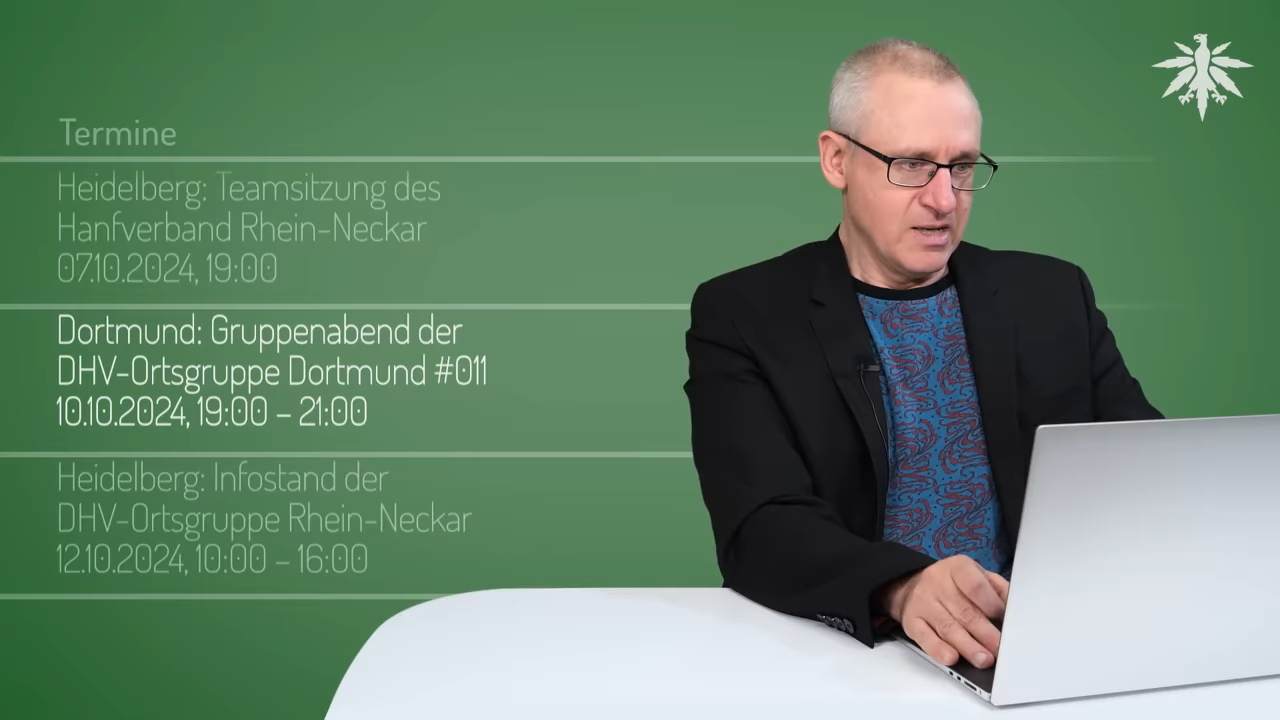 Termine
Heidelberg: Teamsitzung des
Hanfverband Rhein-Neckar
07.10.2024, 19:00
Dortmund: Gruppenabend der
DHV-Ortsgruppe Dortmund #011
10.10.2024, 19:00 – 21:00
Heidelberg: Infostand der
DHV-Ortsgruppe Rhein-Neckar
12.10.2024, 10:00 – 16:00